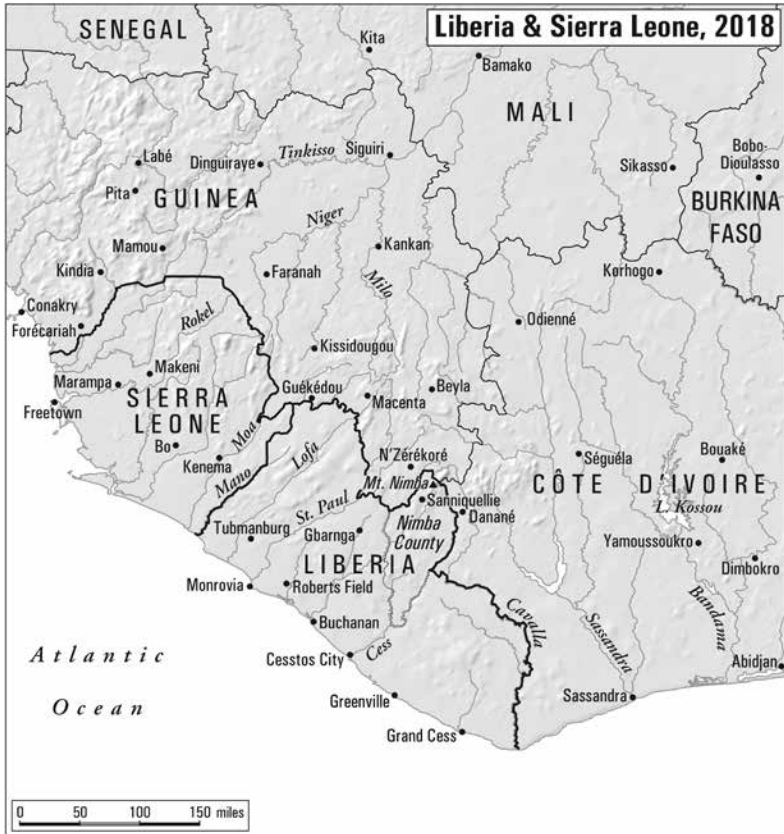 Liberia & Sierra Leone, 2018
SENEGAL
Kita
Bamako
MALI
Labé
Dinguiraye
Tinkisso
Siguiri
Sikasso
Bobo-
Dioulasso
Pita
GUINEA
BURKINA
FASO
Niger
Mamou
Kankan
Kindia
Faranah
Milo
Korhogo
Conakry
Forécariah
Rokel
Odienné
Kissidougou
Makeni
Marampa
Beyla
Freetown
SIERRA
LEONE
Guékédou
Macenta
Moa
Bo
Kenema
Mano
Lofa
N'Zérékoré
Séguéla
Bouaké
Mt. Nimba
CÔTE D'IVOIRE
Sanniquellie
L. Kossou
St. Paul
Nimba
County
Danané
Tubmanburg
Gbarnga
Yamoussoukro
LIBERIA
Dimbokro
Monrovia
Roberts Field
Buchanan
Cavalla
Sassandra
Bandama
Cess
Cesstos City
Atlantic
Ocean
Abidjan
Greenville
Sassandra
Grand Cess
0 50 100 150 miles